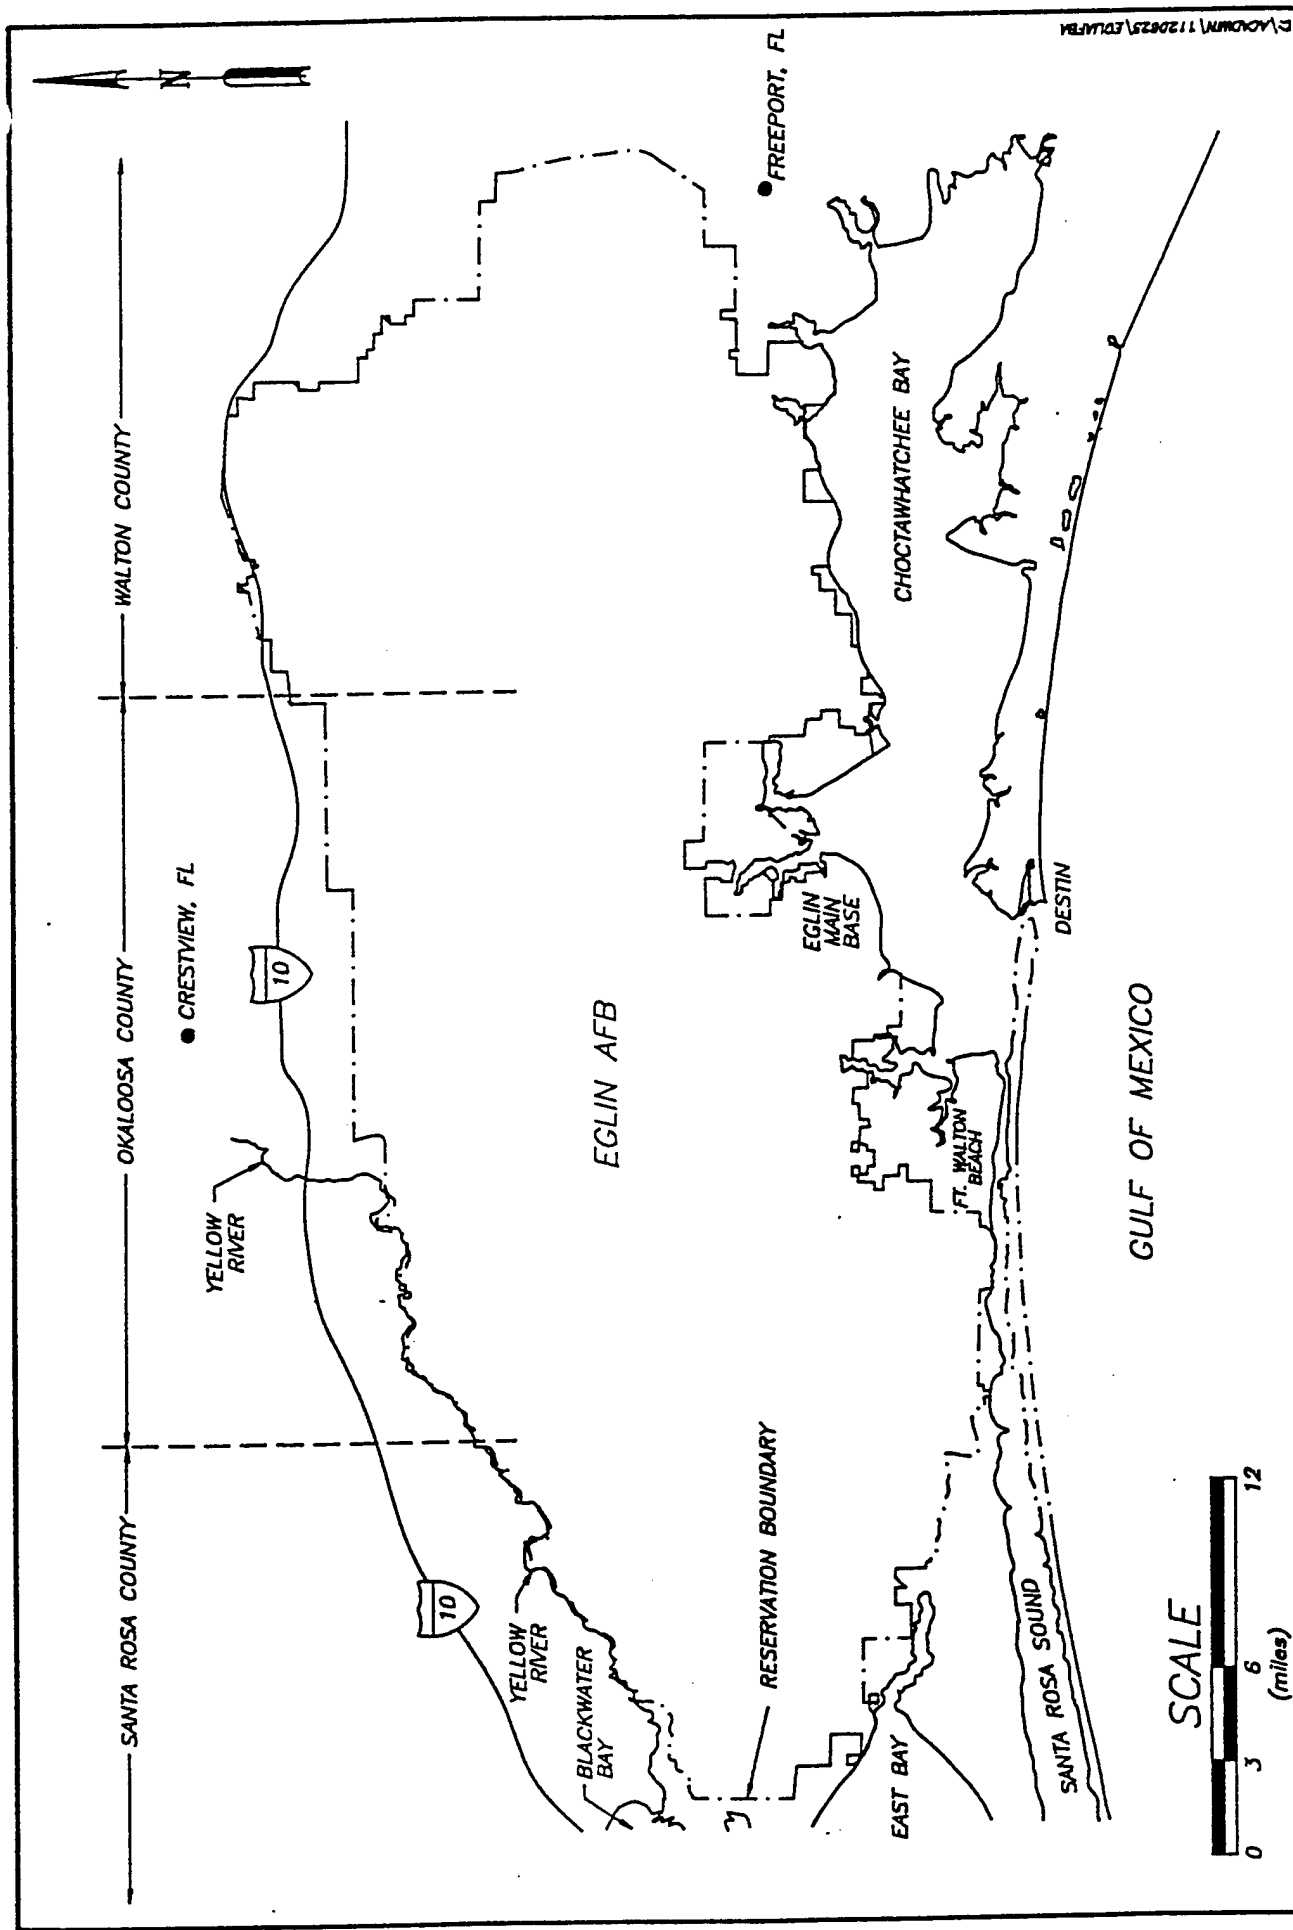 SANTA ROSA COUNTY
OKALOOSA COUNTY
WALTON COUNTY
N
CRESTVIEW, FL
YELLOW
RIVER
10
10
YELLOW
RIVER
BLACKWATER
BAY
EGLIN AFB
RESERVATION BOUNDARY
FREEPORT, FL
EGLIN
MAIN
BASE
CHOCTAWHATCHEE BAY
EAST BAY
FT. WALTON
BEACH
SANTA ROSA SOUND
DESTIN
GULF OF MEXICO
SCALE
0 3 6 12
(miles)